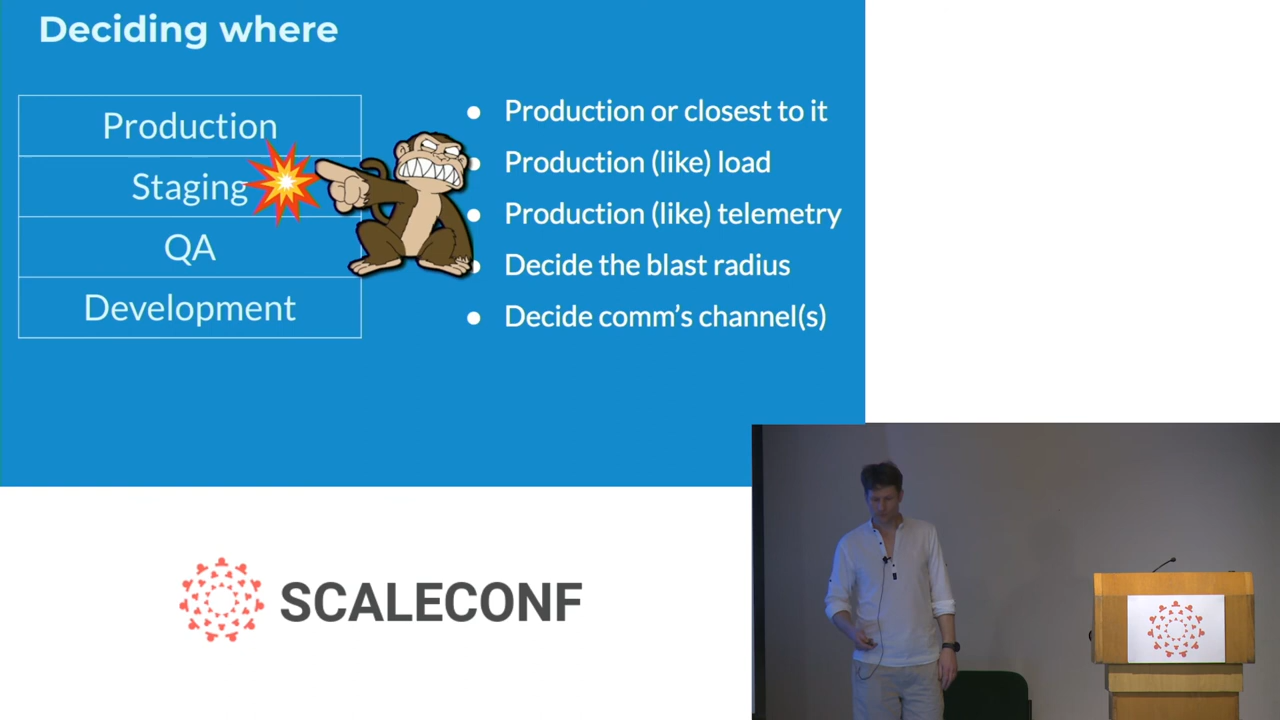 Deciding where
Production
Staging
QA
Development
Production or closest to it
Production (like) load
Production (like) telemetry
Decide the blast radius
Decide comm's channel(s)
SCALECONF